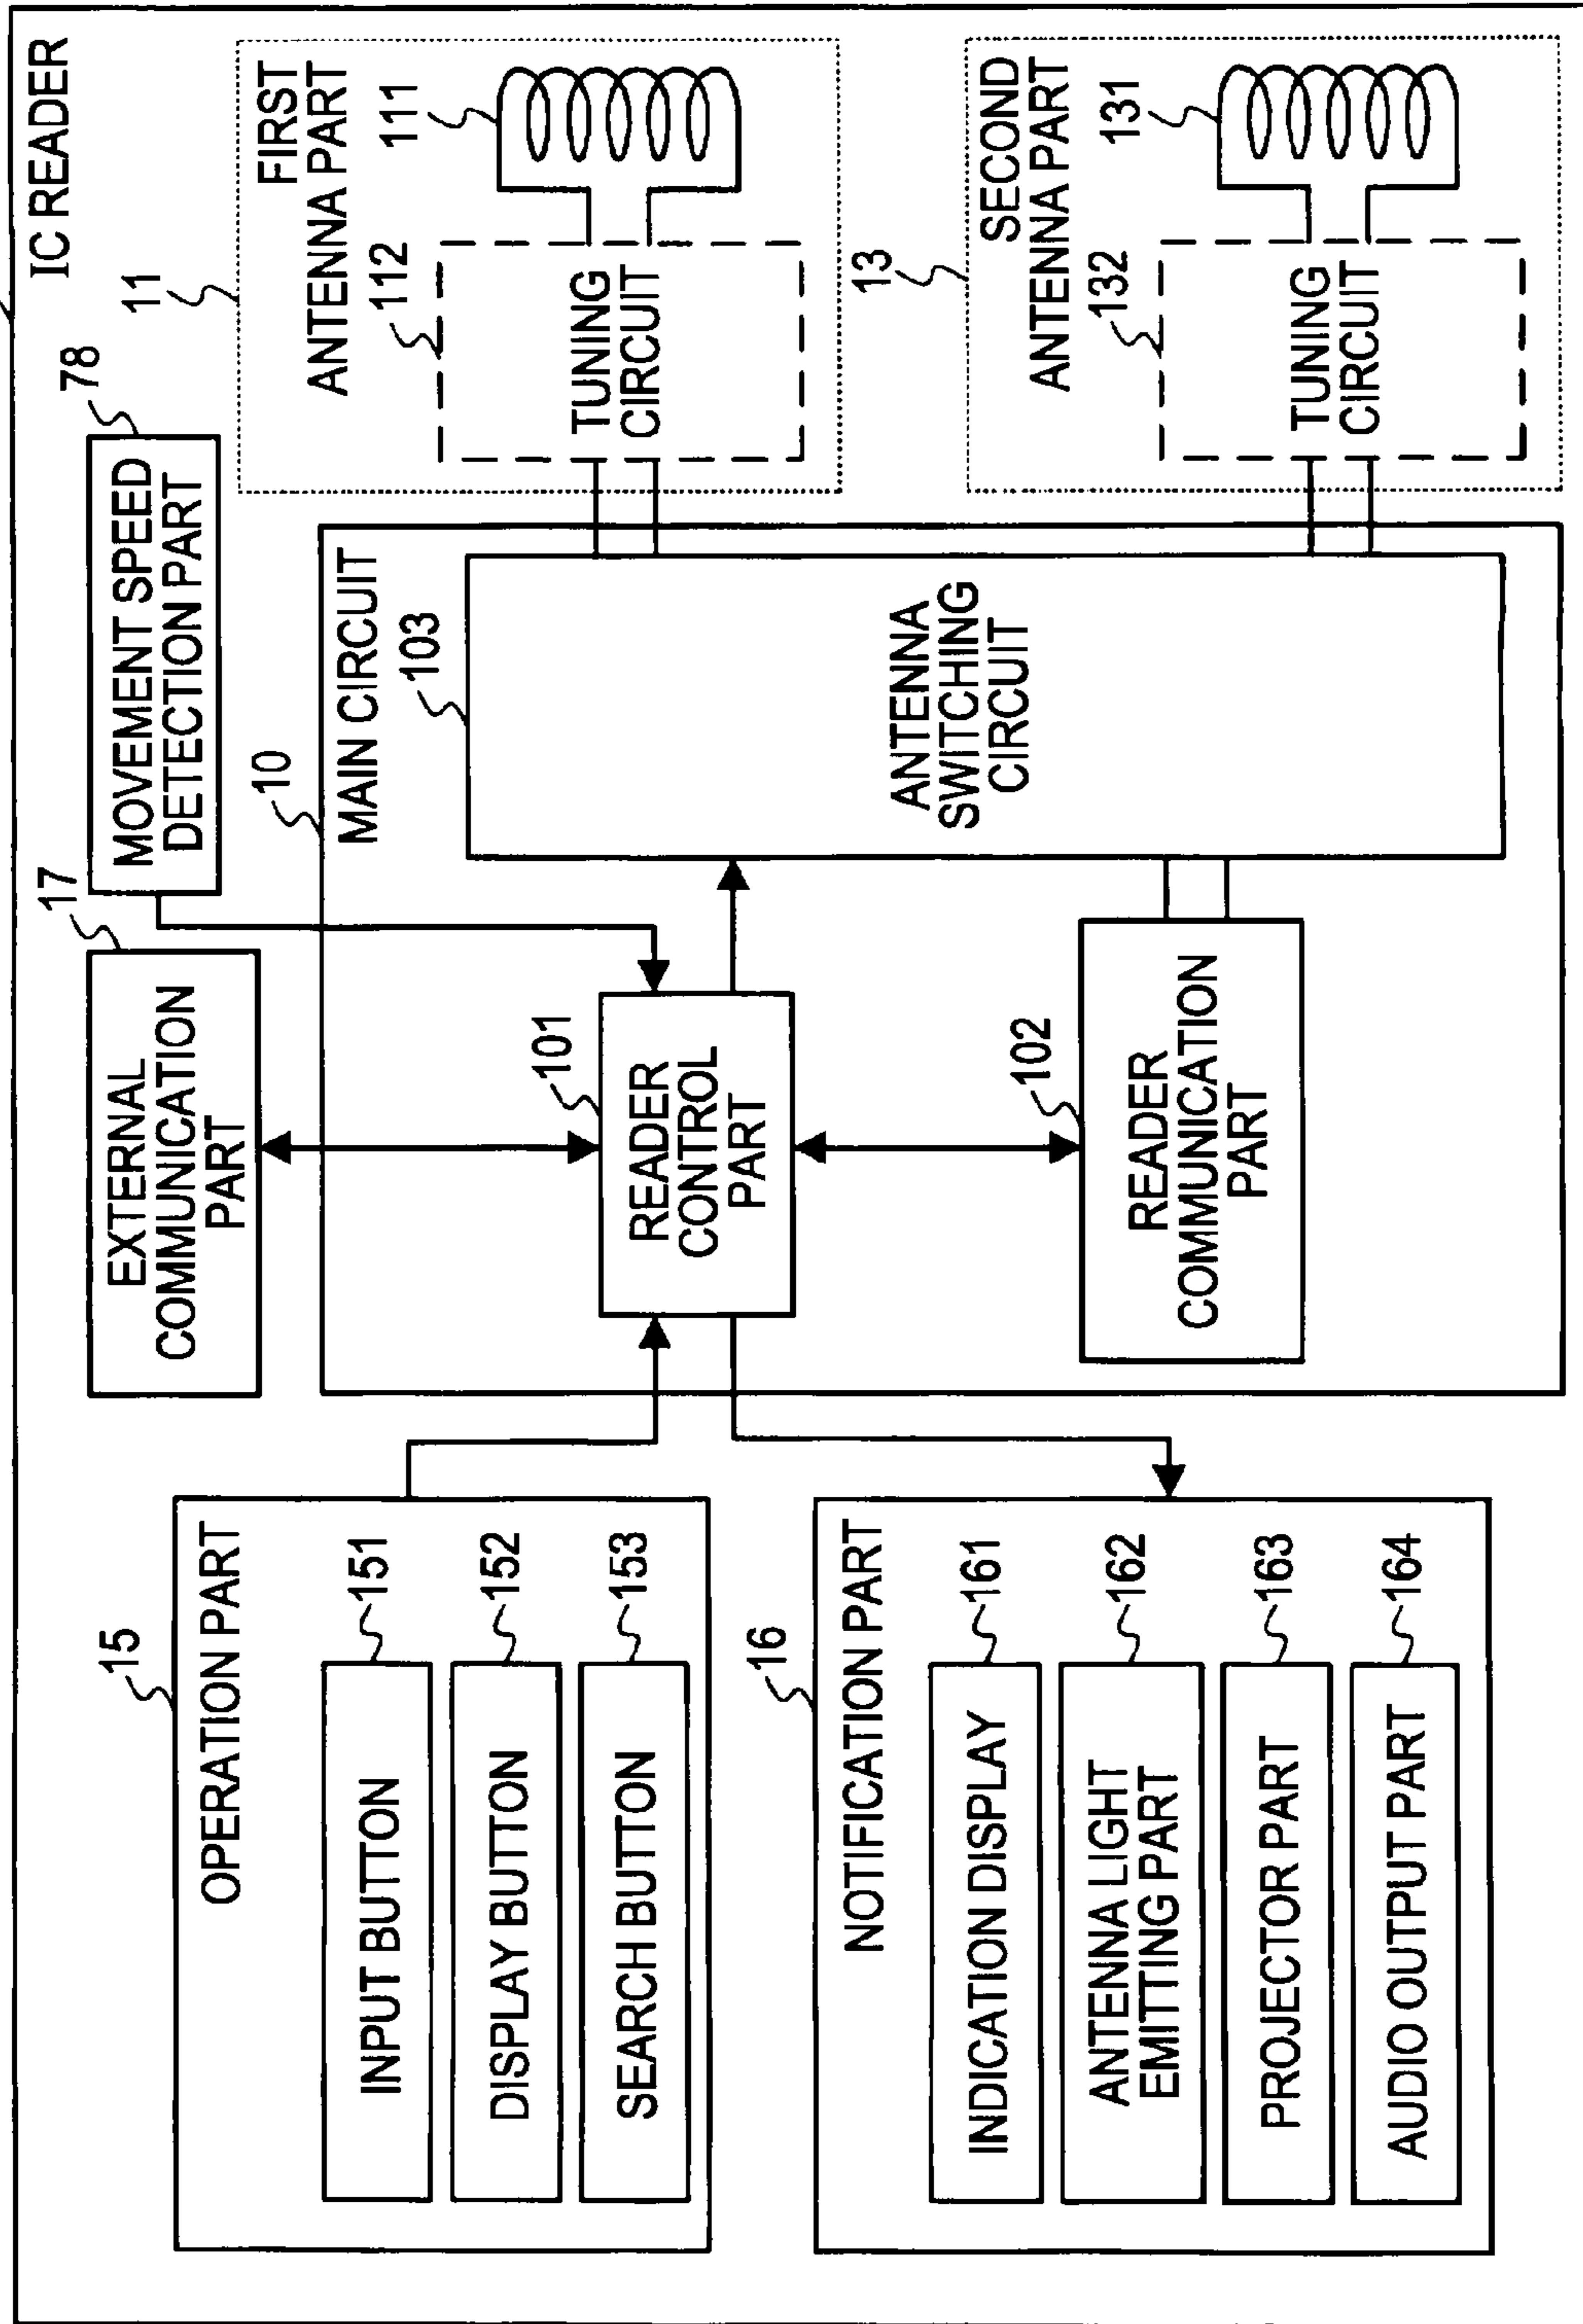 IC READER
15
OPERATION PART
INPUT BUTTON
151
DISPLAY BUTTON
152
SEARCH BUTTON
153
16
NOTIFICATION PART
INDICATION DISPLAY
161
ANTENNA LIGHT
EMITTING PART
162
PROJECTOR PART
163
AUDIO OUTPUT PART
164
17
EXTERNAL
COMMUNICATION
PART
78
MOVEMENT SPEED
DETECTION PART
10
MAIN CIRCUIT
101
READER
CONTROL
PART
102
READER
COMMUNICATION
PART
103
ANTENNA
SWITCHING
CIRCUIT
11
FIRST
ANTENNA PART
111
112
TUNING
CIRCUIT
13
SECOND
ANTENNA PART
131
132
TUNING
CIRCUIT